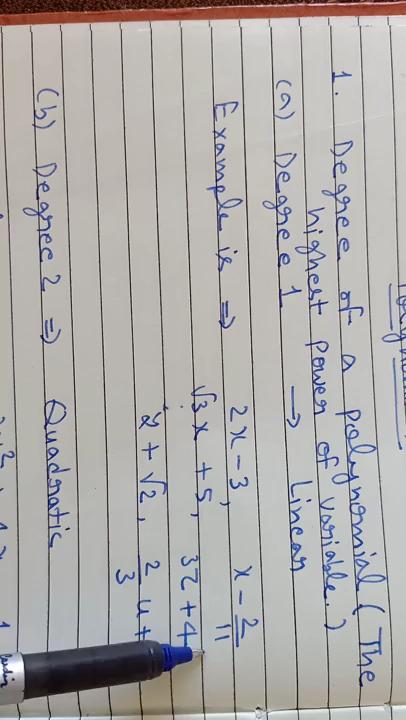 1. Degree of a polynomial (The
highest power of variable.)
(a) Degree 1 → Linear
Example is ⇒ 2x-3, x - 2/11
√3x + 5, 3z+4
y + √2, 2/3 u+
(b) Degree 2 ⇒ Quadratic